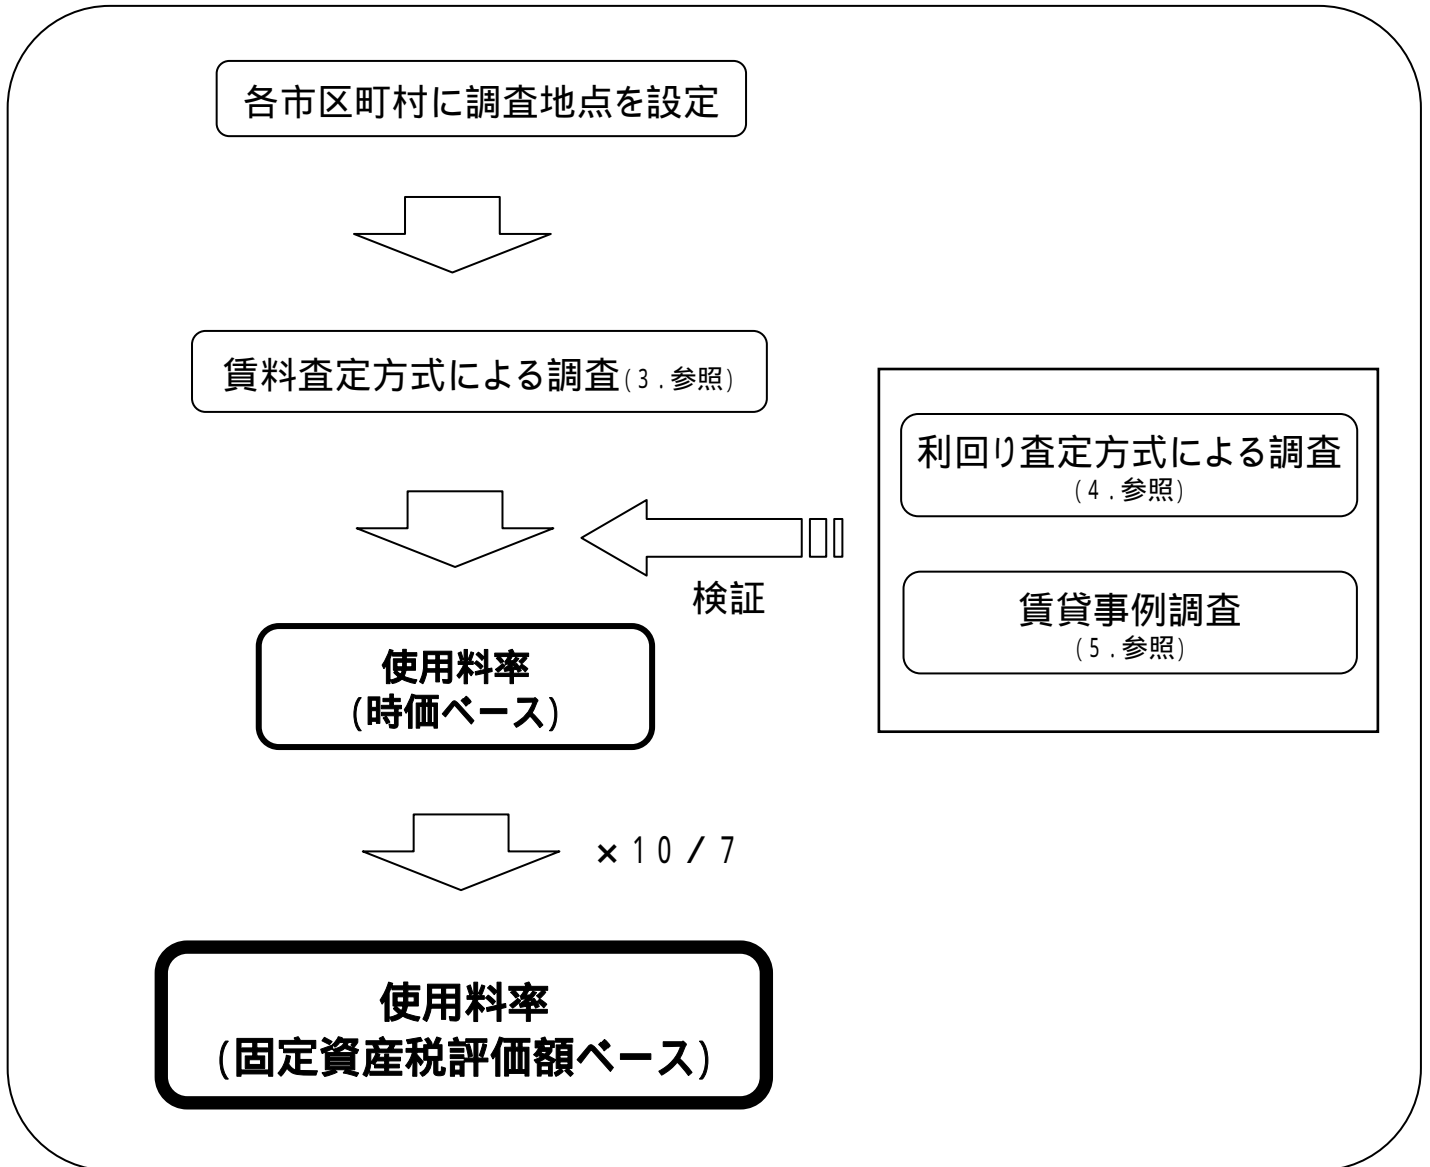 各市区町村に調査地点を設定
賃料査定方式による調査(3.参照)
利回り査定方式による調査
(4.参照)
検証
賃貸事例調査
(5.参照)
使用料率
(時価ベース)
×10/7
使用料率
(固定資産税評価額ベース)